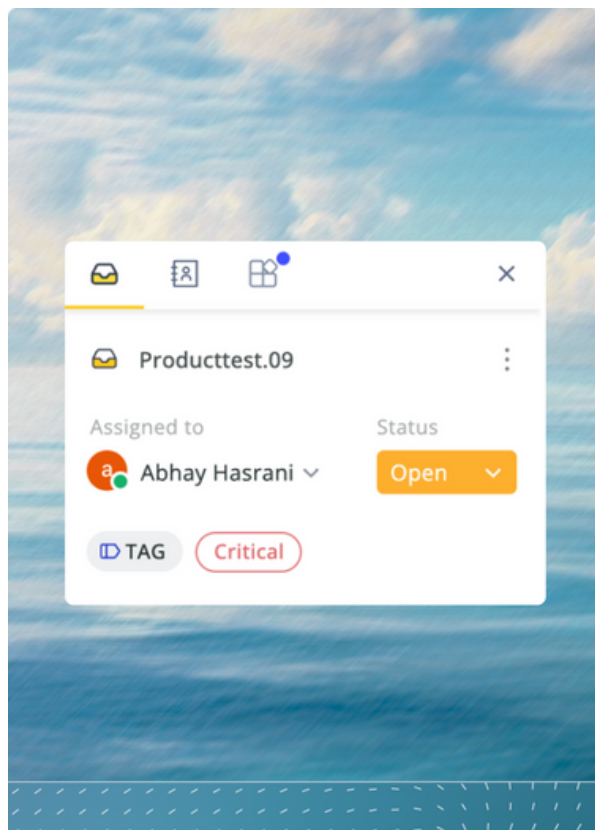 Producttest.09
Assigned to
Status
a
Abhay Hasrani
Open
TAG
Critical